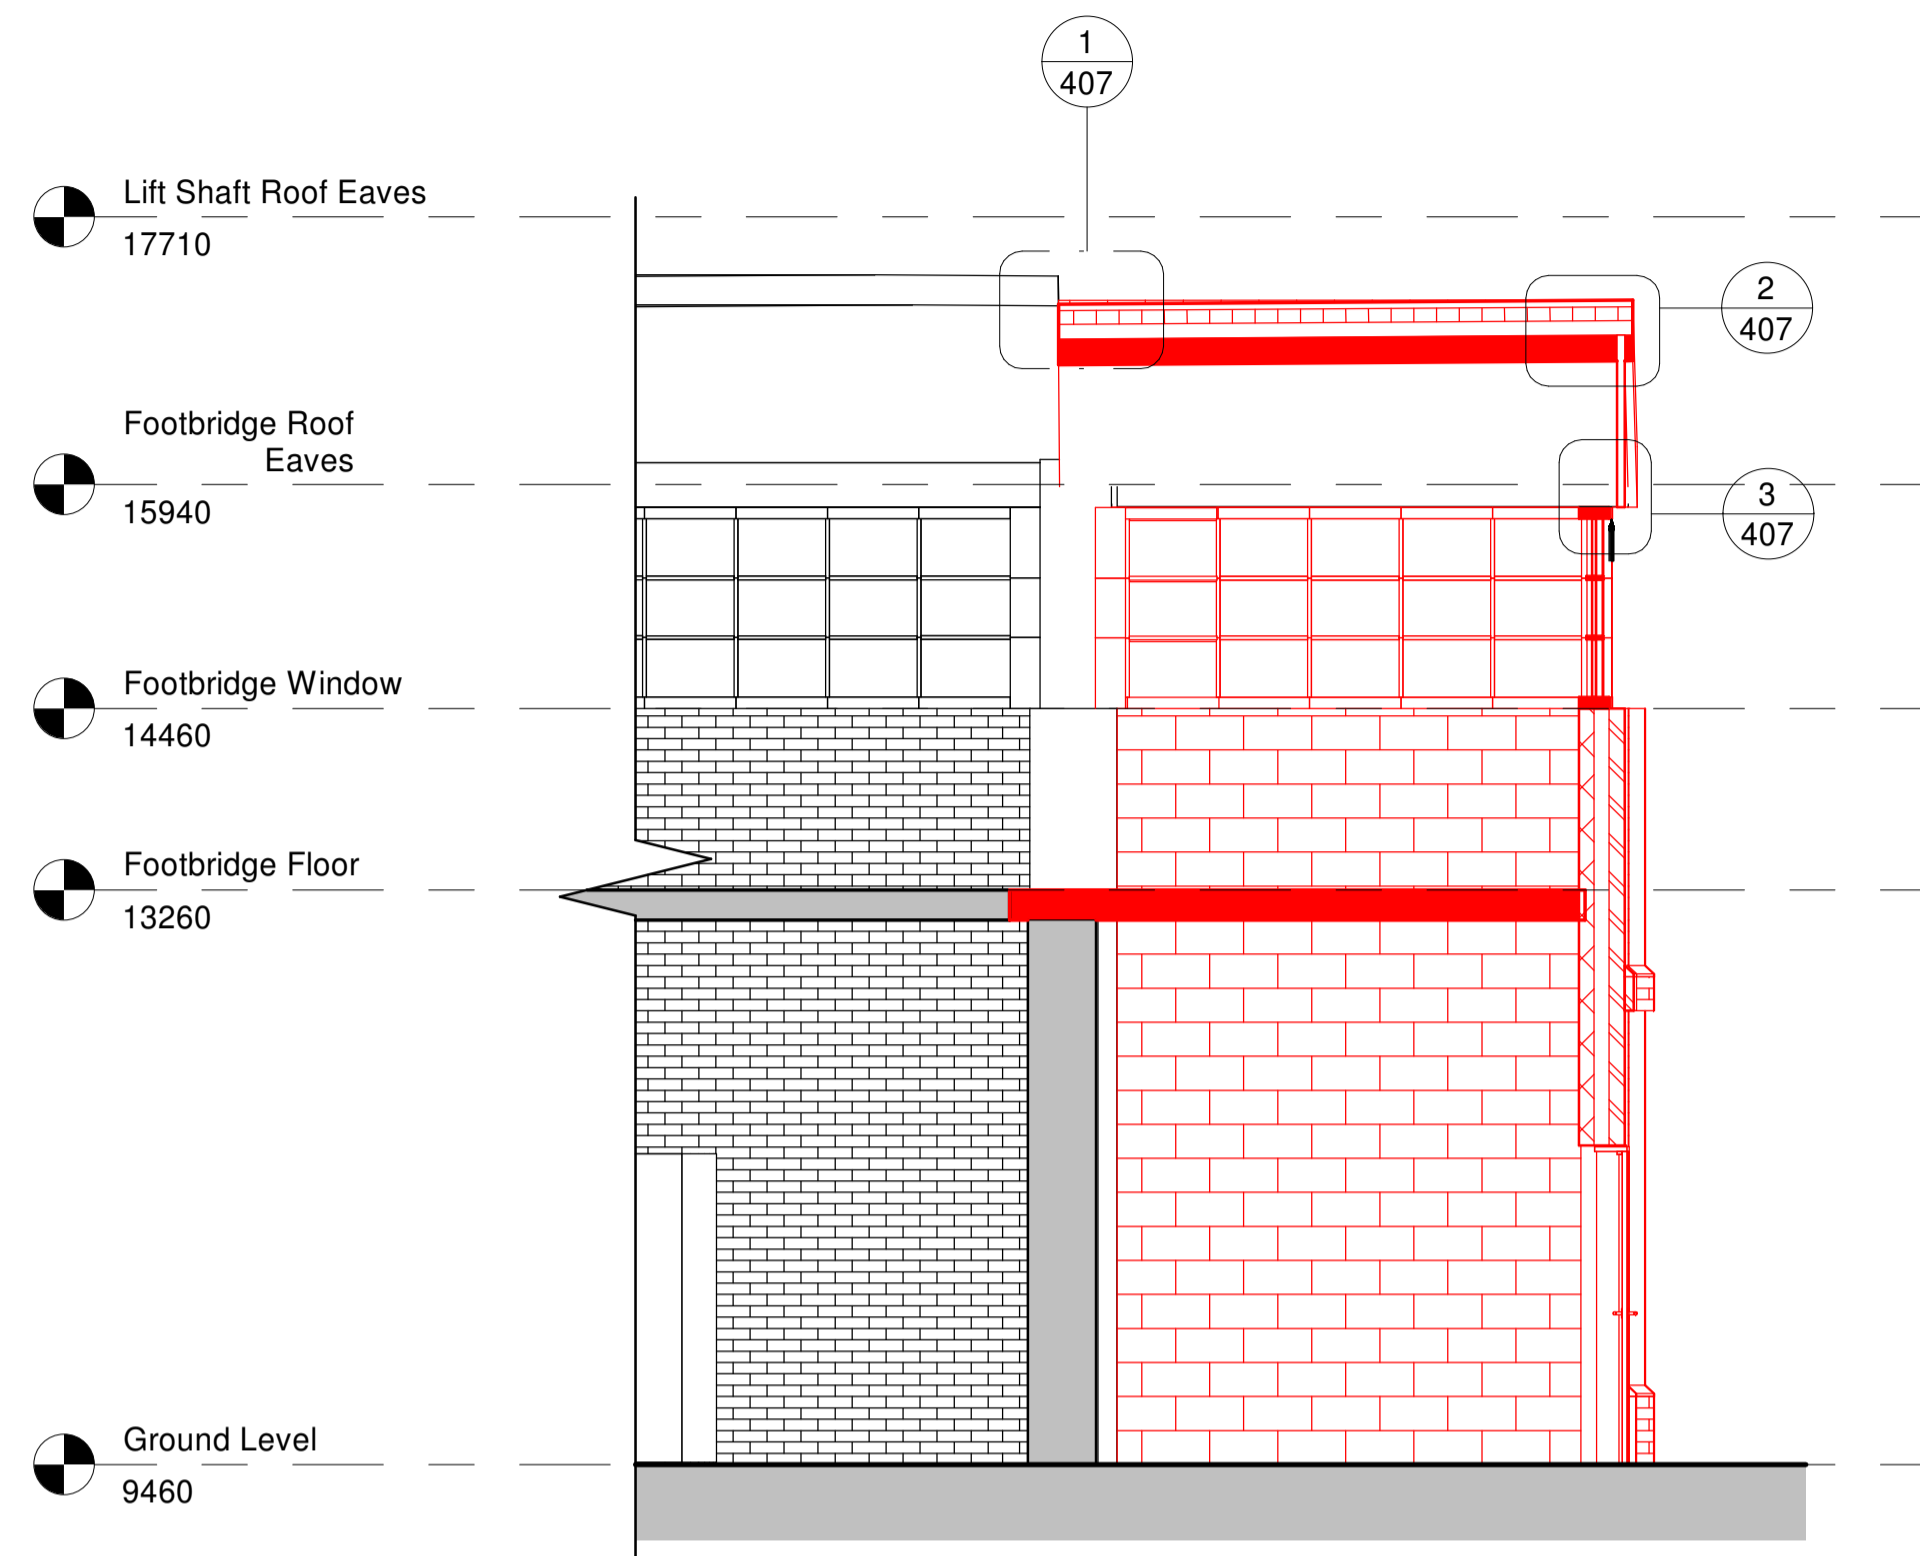 1
407
Lift Shaft Roof Eaves
17710
2
407
Footbridge Roof
Eaves
15940
3
407
Footbridge Window
14460
Footbridge Floor
13260
Ground Level
9460